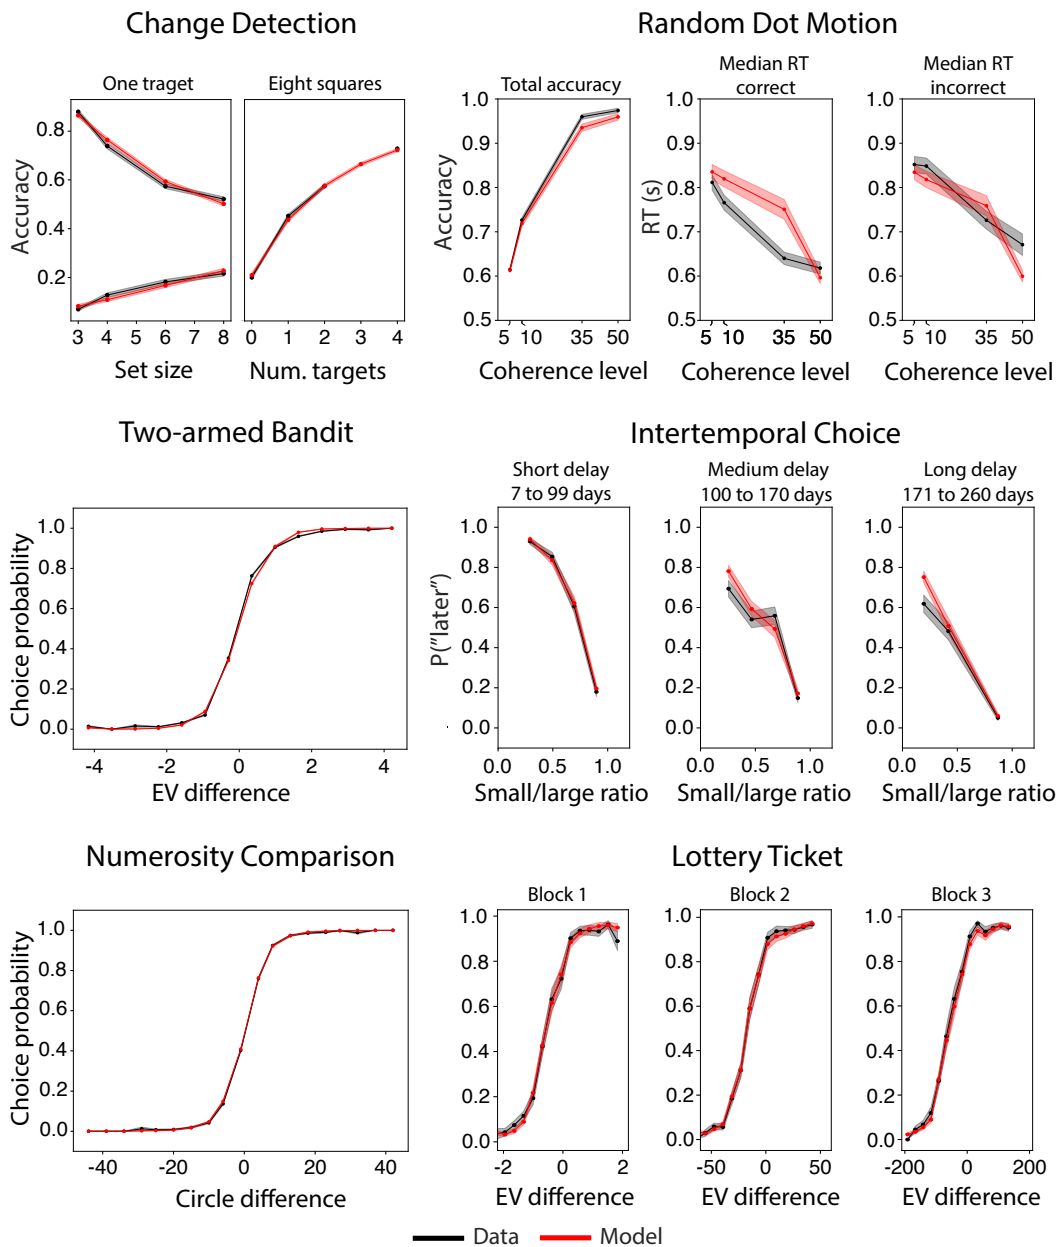 Change Detection
Random Dot Motion
One traget
Eight squares
Total accuracy
Median RT
correct
Median RT
incorrect
Accuracy
0.8
0.6
0.4
0.2
3 4 5 6 7 8
0 1 2 3 4
Set size
Num. targets
Accuracy
1.0
0.9
0.8
0.7
0.6
0.5
5 10 35 50
Coherence level
RT (s)
1.0
0.9
0.8
0.7
0.6
0.5
5 10 35 50
Coherence level
1.0
0.9
0.8
0.7
0.6
0.5
5 10 35 50
Coherence level
Two-armed Bandit
Intertemporal Choice
Choice probability
1.0
0.8
0.6
0.4
0.2
0.0
-4 -2 0 2 4
EV difference
Short delay
7 to 99 days
Medium delay
100 to 170 days
Long delay
171 to 260 days
P("later")
1.0
0.8
0.6
0.4
0.2
0.0
0.0 0.5 1.0
Small/large ratio
1.0
0.8
0.6
0.4
0.2
0.0
0.0 0.5 1.0
Small/large ratio
1.0
0.8
0.6
0.4
0.2
0.0
0.0 0.5 1.0
Small/large ratio
Numerosity Comparison
Lottery Ticket
Choice probability
1.0
0.8
0.6
0.4
0.2
0.0
-40 -20 0 20 40
Circle difference
Block 1
Block 2
Block 3
1.0
0.8
0.6
0.4
0.2
0.0
-2 0 2
EV difference
1.0
0.8
0.6
0.4
0.2
0.0
-50 0 50
EV difference
1.0
0.8
0.6
0.4
0.2
0.0
-200 0 200
EV difference
Data Model